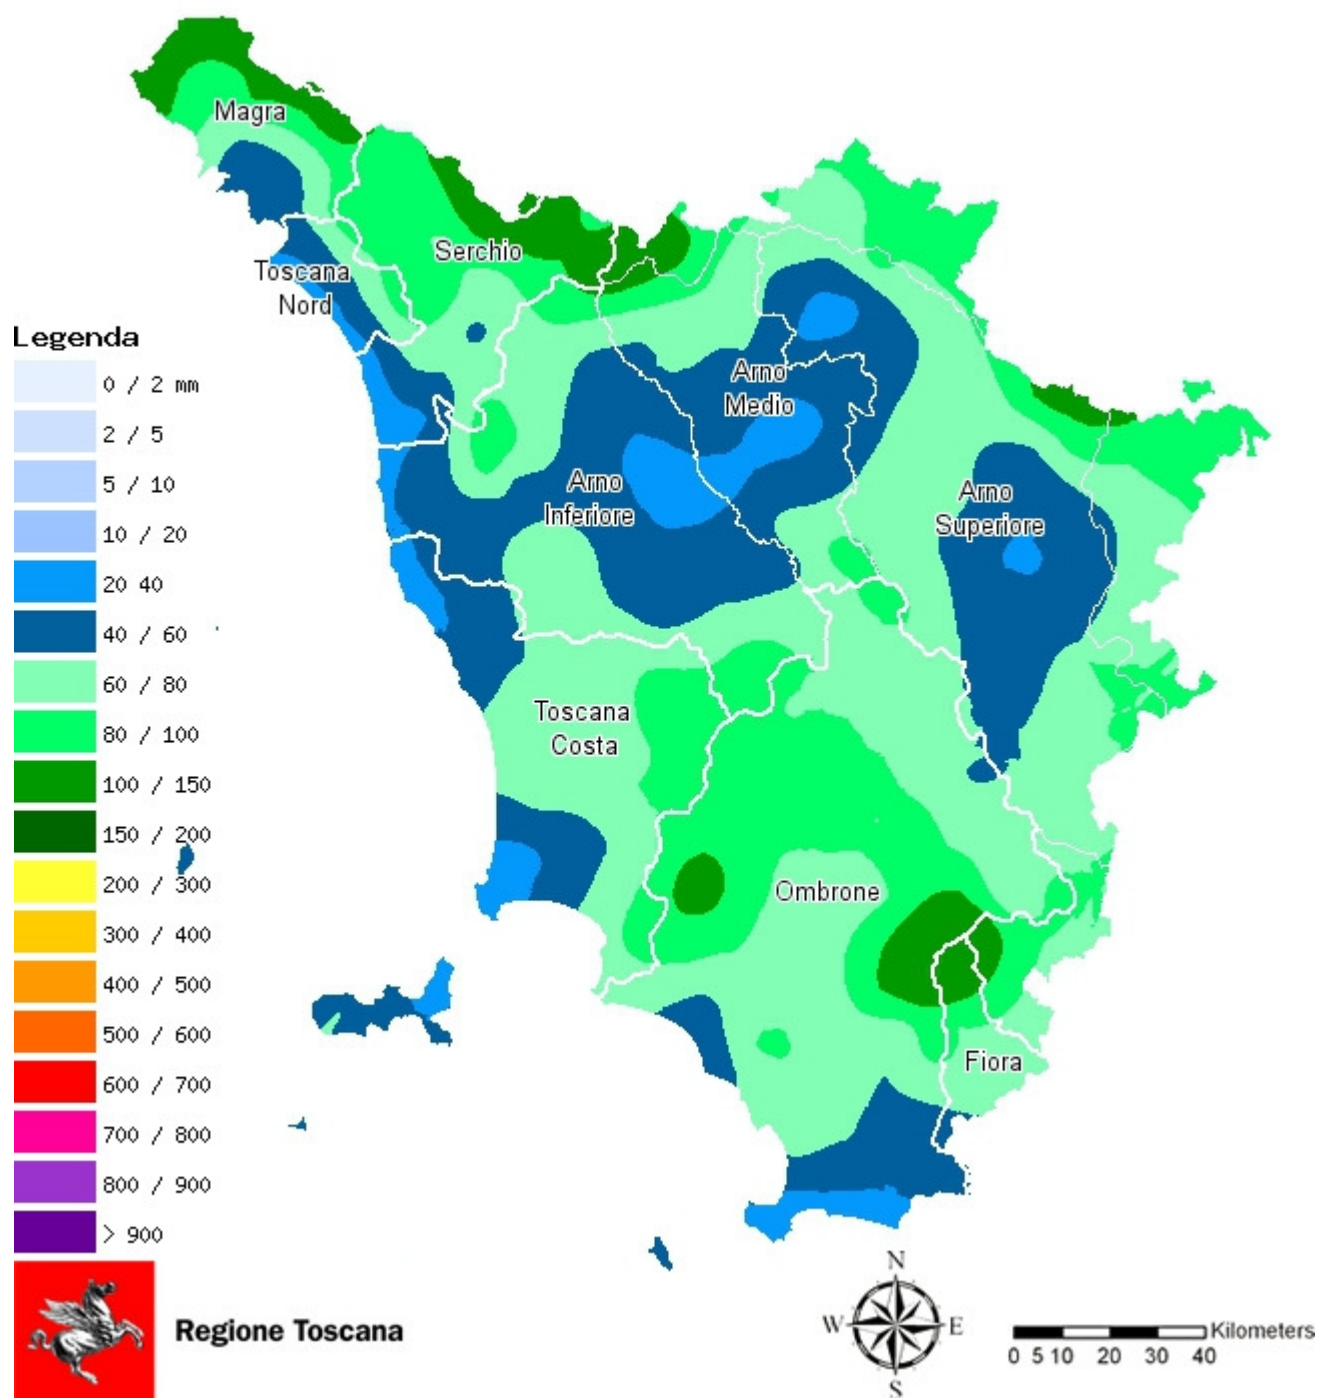 Magra
Serchio
Toscana
Nord
Legenda
0 / 2 mm
2 / 5
5 / 10
10 / 20
20 40
40 / 60
60 / 80
80 / 100
100 / 150
150 / 200
200 / 300
300 / 400
400 / 500
500 / 600
600 / 700
700 / 800
800 / 900
> 900
Arno
Medio
Arno
Inferiore
Arno
Superiore
Toscana
Costa
Ombrone
Fiora
Regione Toscana
N
W E
S
Kilometers
0 5 10 20 30 40